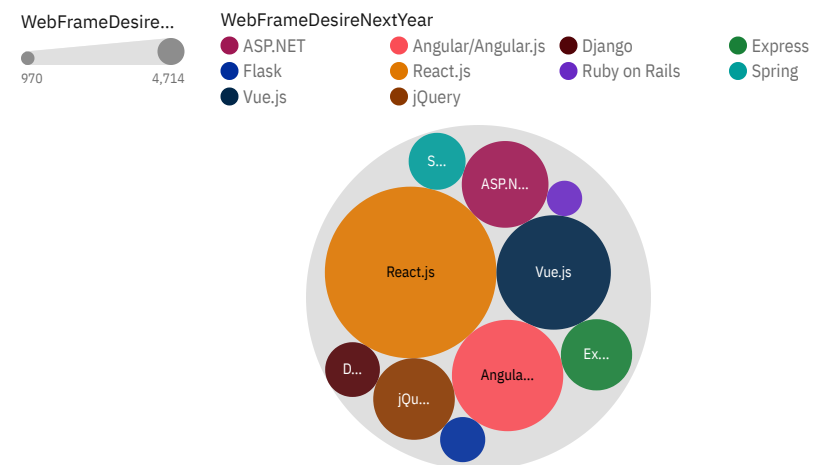 WebFrameDesire...
970
4,714
WebFrameDesireNextYear
ASP.NET
Angular/Angular.js
Django
Express
Flask
React.js
Ruby on Rails
Spring
Vue.js
jQuery
S...
ASP.N...
React.js
Vue.js
Ex...
D...
Angula...
jQu...